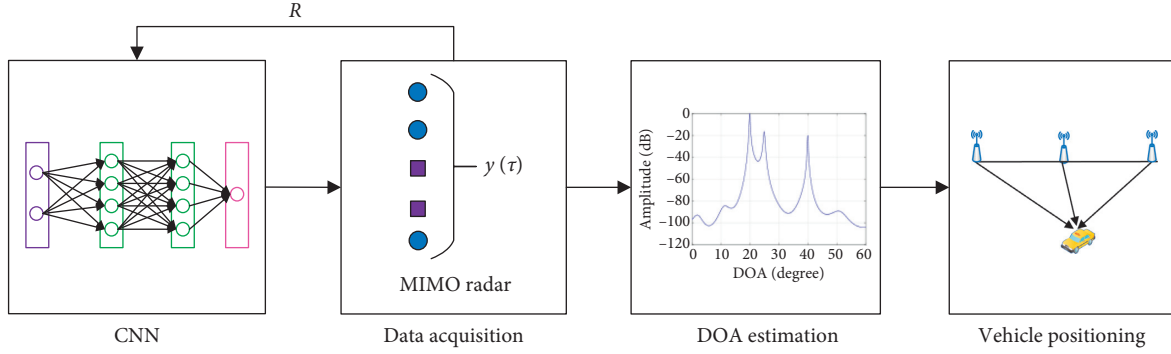 R
y (τ)
MIMO radar
Amplitude (dB)
0
−20
−40
−60
−80
−100
−120
0 10 20 30 40 50 60
DOA (degree)
CNN
Data acquisition
DOA estimation
Vehicle positioning